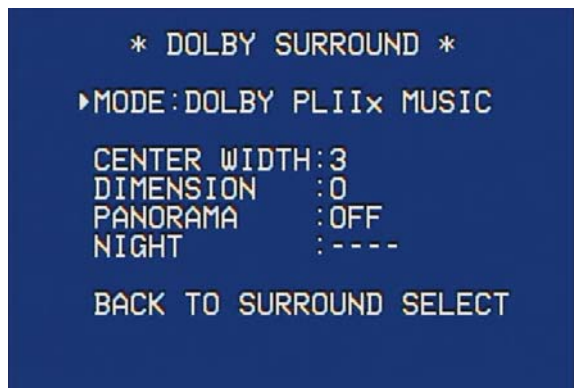 * DOLBY SURROUND *
▸MODE:DOLBY PLIIx MUSIC
CENTER WIDTH:3
DIMENSION :0
PANORAMA :OFF
NIGHT :----
BACK TO SURROUND SELECT